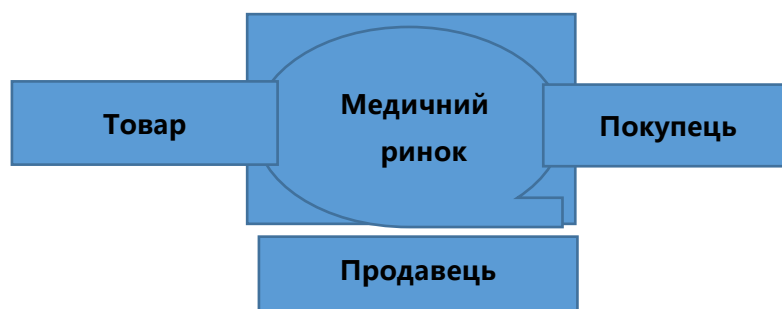 Медичний
ринок
Товар
Покупець
Продавець